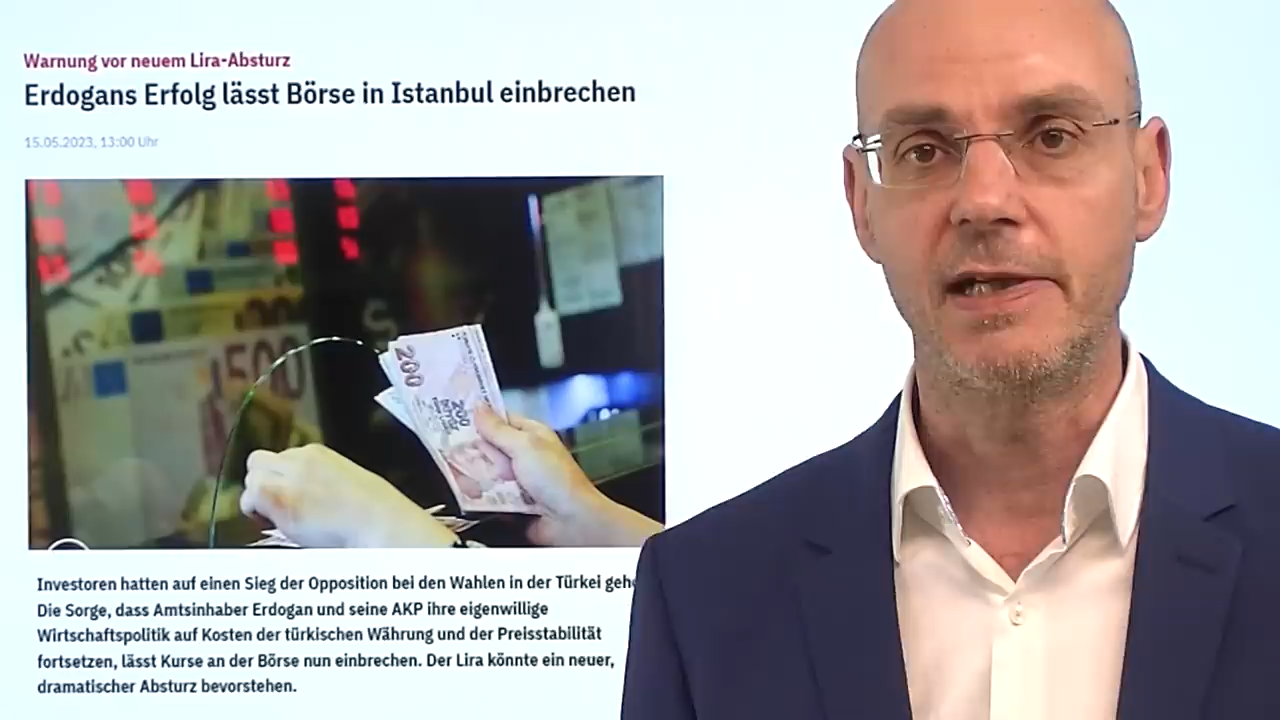 Warnung vor neuem Lira-Absturz
Erdogans Erfolg lässt Börse in Istanbul einbrechen
15.05.2023, 13:00 Uhr
500
200
200
Investoren hatten auf einen Sieg der Opposition bei den Wahlen in der Türkei
Die Sorge, dass Amtsinhaber Erdogan und seine AKP ihre eigenwillige
Wirtschaftspolitik auf Kosten der türkischen Währung und der Preisstabilität
fortsetzen, lässt Kurse an der Börse nun einbrechen. Der Lira könnte ein neuer,
dramatischer Absturz bevorstehen.